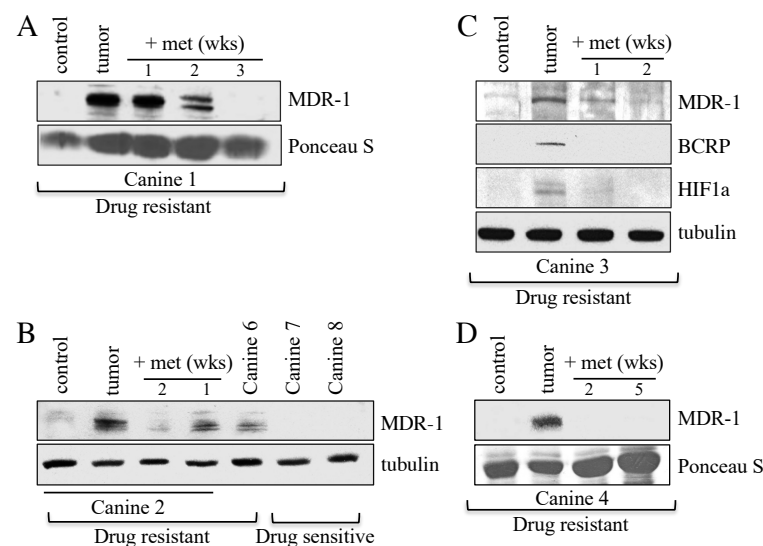 A
control
tumor
+ met (wks)
1 2 3
MDR-1
Ponceau S
Canine 1
Drug resistant
B
control
tumor
+ met (wks)
2 1
Canine 6
Canine 7
Canine 8
MDR-1
tubulin
Canine 2
Drug resistant Drug sensitive
C
control
tumor
+ met (wks)
1 2
MDR-1
BCRP
HIF1a
tubulin
Canine 3
Drug resistant
D
control
tumor
+ met (wks)
2 5
MDR-1
Ponceau S
Canine 4
Drug resistant